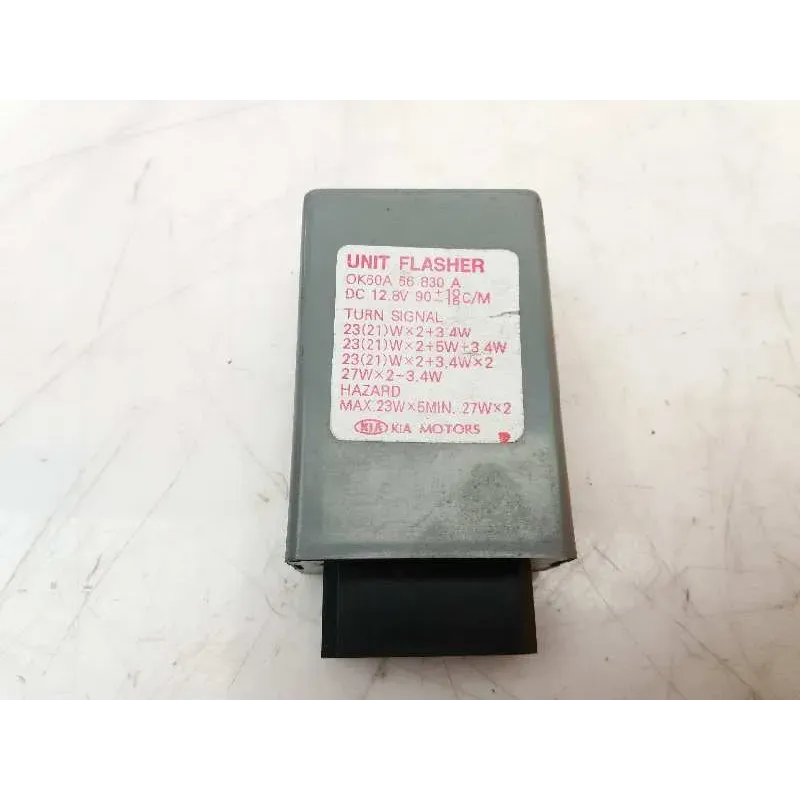 UNIT FLASHER
OK60A 66 830 A
DC 12.8V 90 +10 −15 C/M
TURN SIGNAL
23(21)W×2+3.4W
23(21)W×2+5W+3.4W
23(21)W×2+3.4W×2
27W×2−3.4W
HAZARD
MAX.23W×5MIN. 27W×2
KIA KIA MOTORS